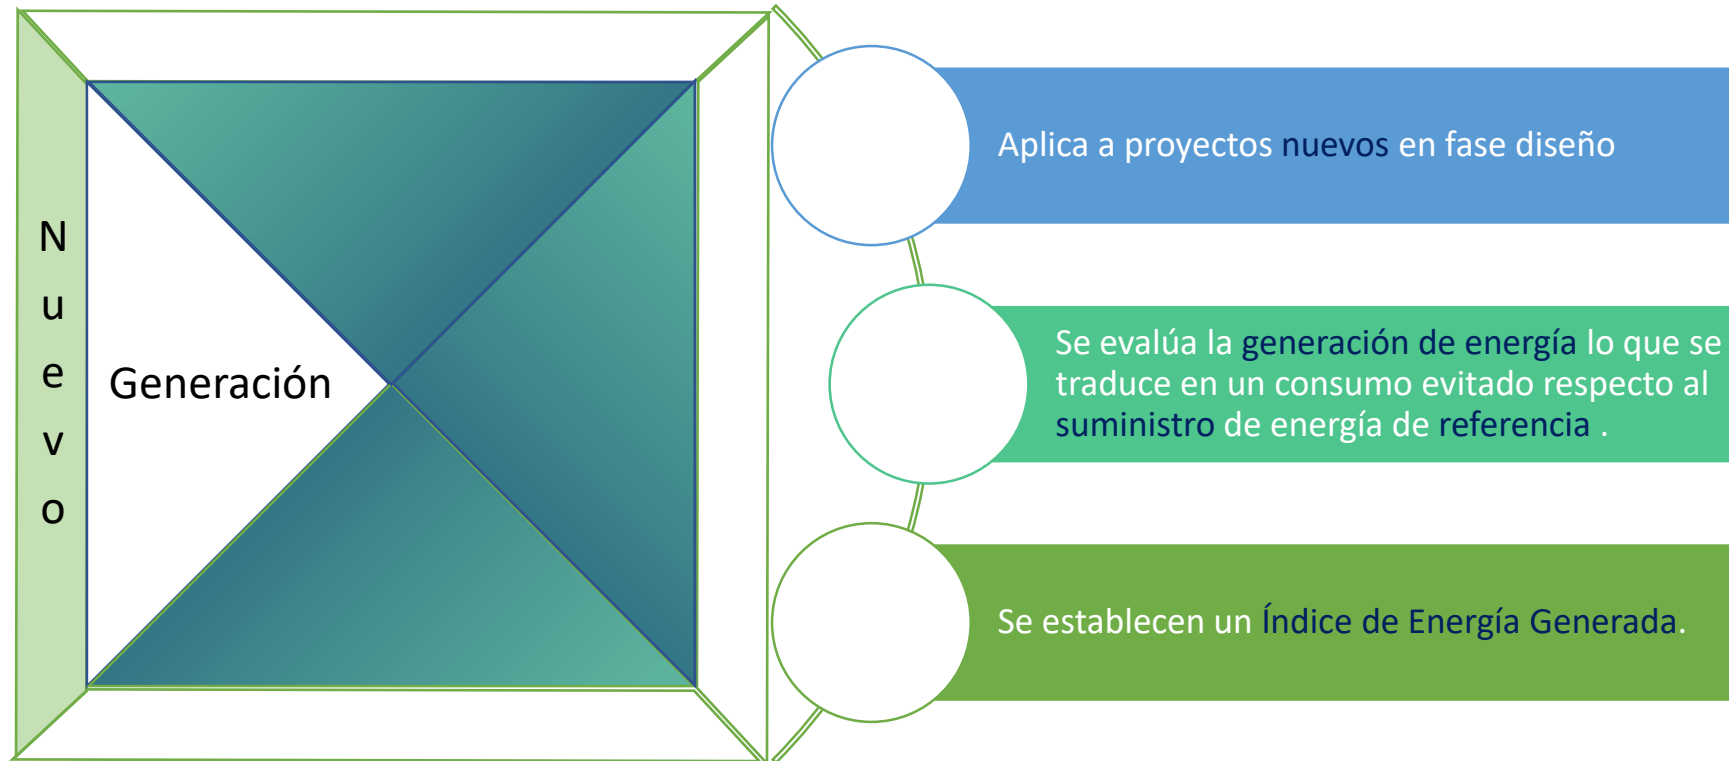 Nuevo
Generación
Aplica a proyectos nuevos en fase diseño
Se evalúa la generación de energía lo que se
traduce en un consumo evitado respecto al
suministro de energía de referencia .
Se establecen un Índice de Energía Generada.